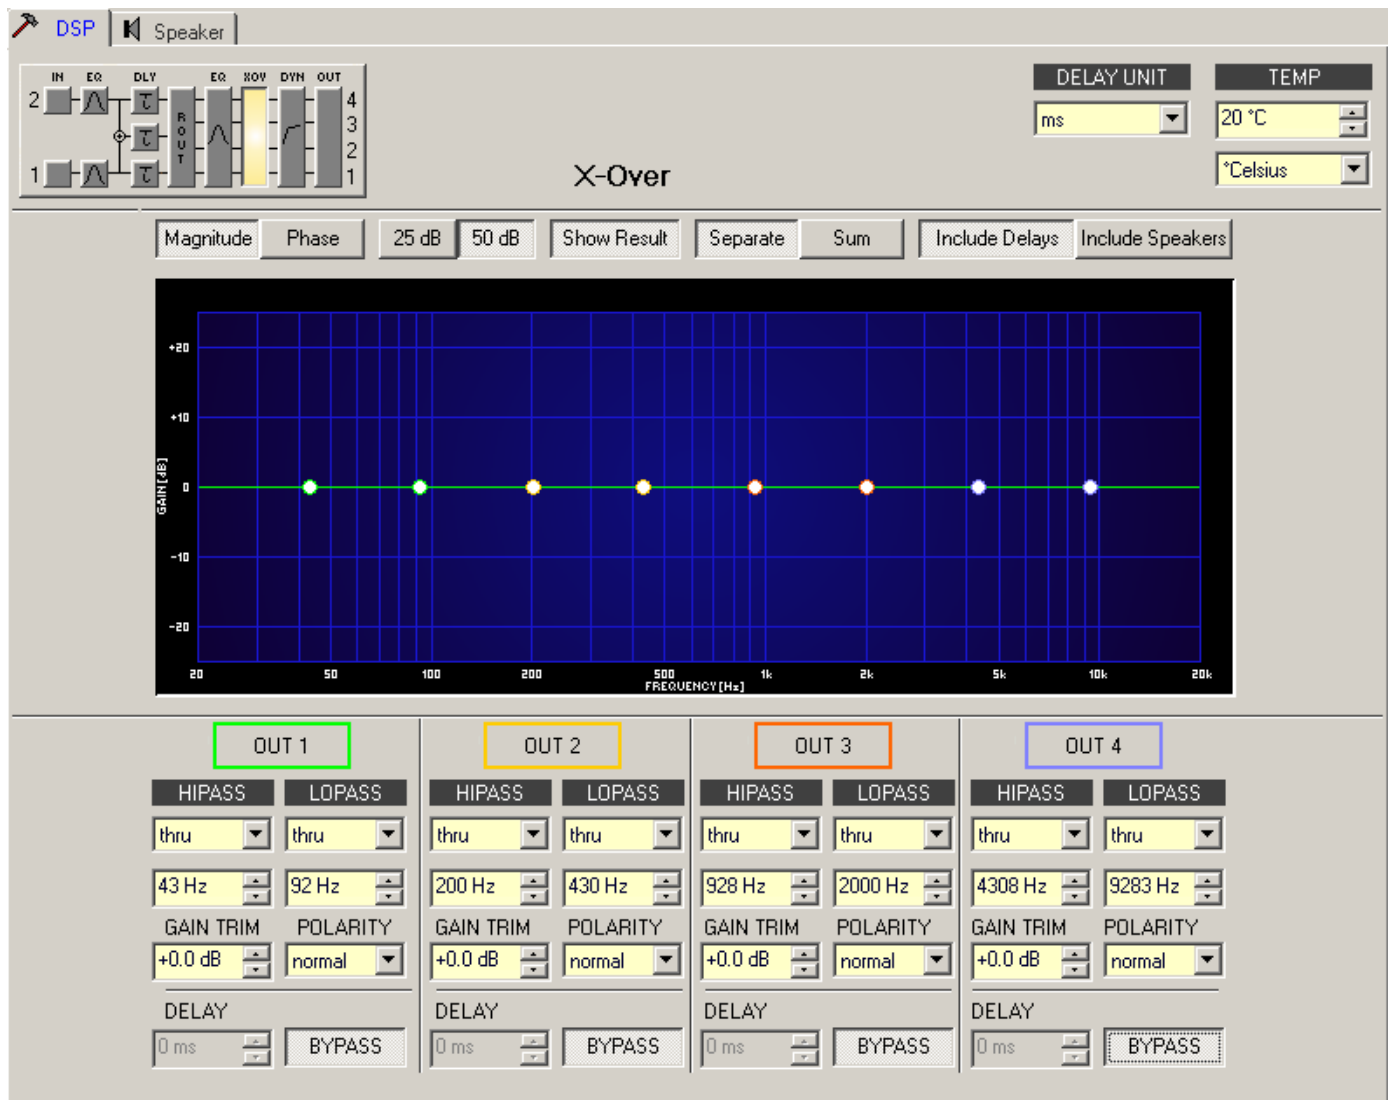 DSP Speaker
IN EQ DLY EQ XOV DYN OUT
2 4
3
2
1 1
ROUT
X-Over
DELAY UNIT TEMP
ms 20 °C
°Celsius
Magnitude Phase 25 dB 50 dB Show Result Separate Sum Include Delays Include Speakers
+20
+10
0
-10
-20
GAIN[dB]
20 50 100 200 500 1k 2k 5k 10k 20k
FREQUENCY[Hz]
OUT 1 OUT 2 OUT 3 OUT 4
HIPASS LOPASS HIPASS LOPASS HIPASS LOPASS HIPASS LOPASS
thru thru thru thru thru thru thru thru
43 Hz 92 Hz 200 Hz 430 Hz 928 Hz 2000 Hz 4308 Hz 9283 Hz
GAIN TRIM POLARITY GAIN TRIM POLARITY GAIN TRIM POLARITY GAIN TRIM POLARITY
+0.0 dB normal +0.0 dB normal +0.0 dB normal +0.0 dB normal
DELAY DELAY DELAY DELAY
0 ms BYPASS 0 ms BYPASS 0 ms BYPASS 0 ms BYPASS